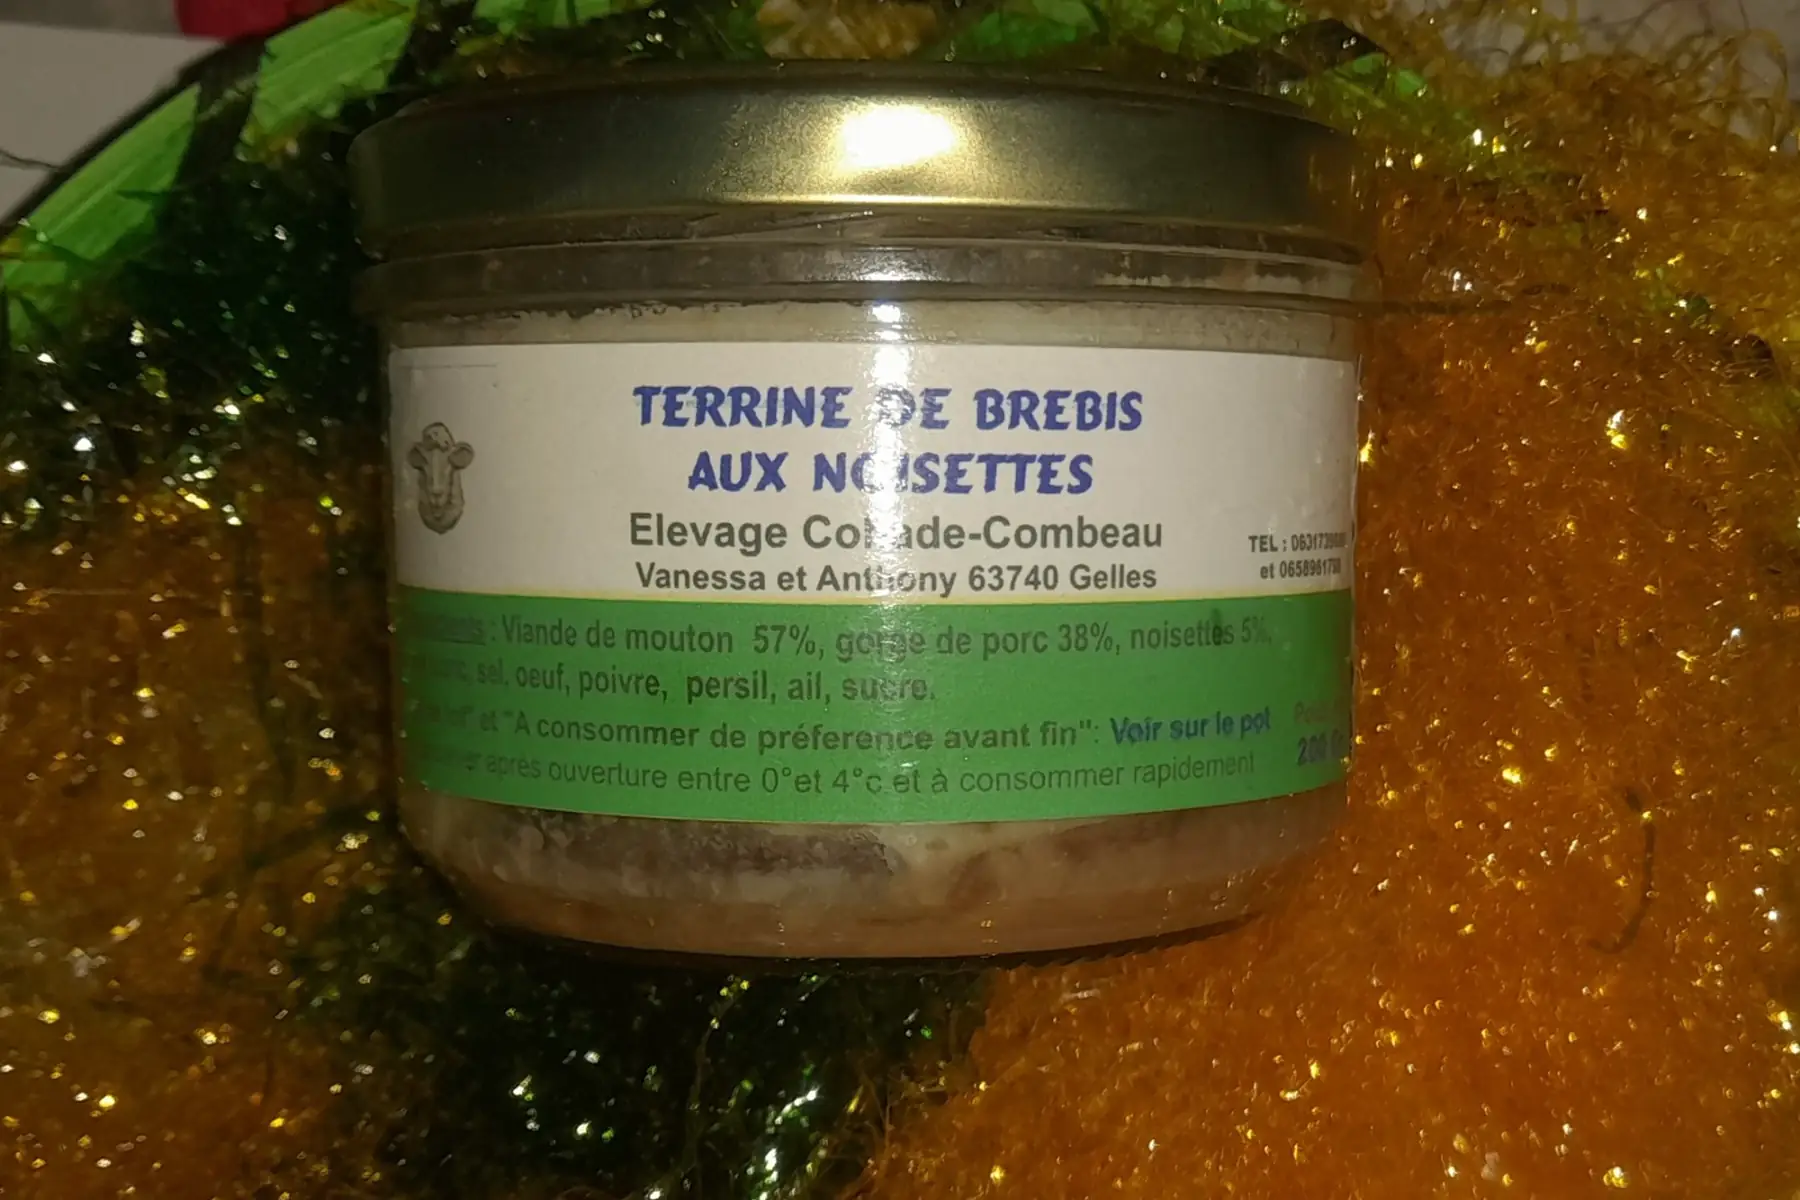 TERRINE DE BREBIS
AUX NOISETTES
Elevage -Combeau
Vanessa et Anthony 63740 Gelles
TEL :
et
: Viande de mouton 57%, gorge de porc 38%, noisettes 5%,
sel, oeuf, poivre, persil, ail, sucre.
et "A consommer de préference avant fin": Voir sur le pot
après ouverture entre 0°et 4°c et à consommer rapidement
200